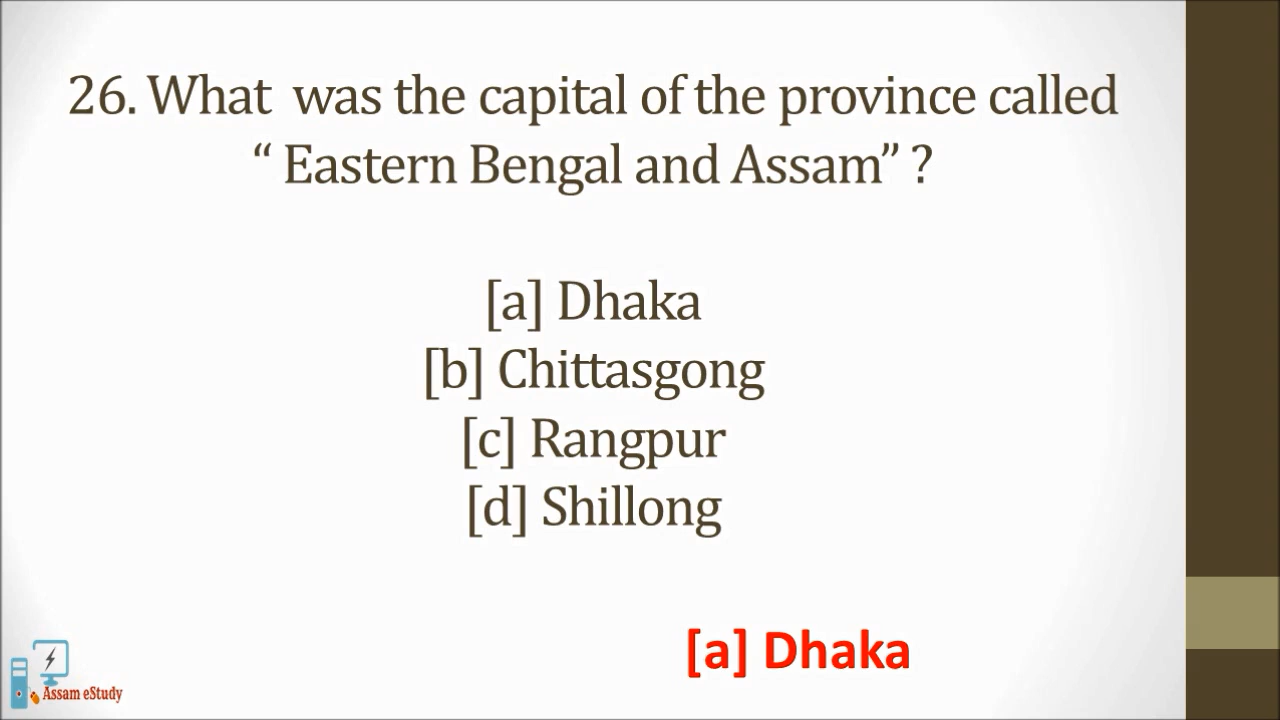 26. What was the capital of the province called
“ Eastern Bengal and Assam” ?
[a] Dhaka
[b] Chittasgong
[c] Rangpur
[d] Shillong
[a] Dhaka
Assam eStudy